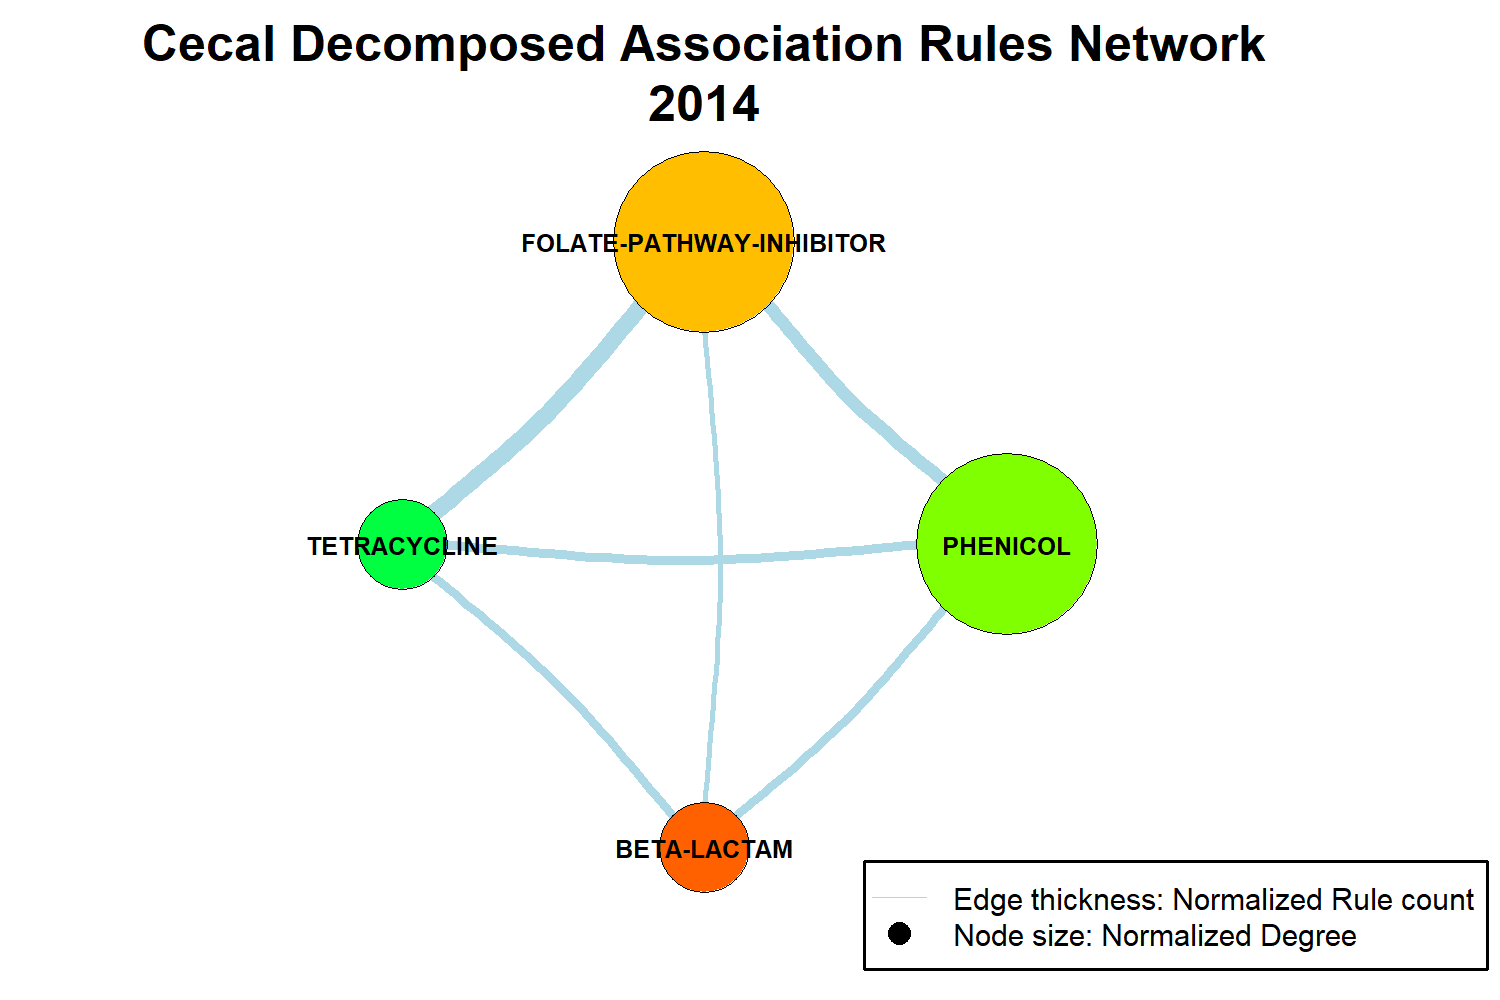 Cecal Decomposed Association Rules Network
2014
FOLATE-PATHWAY-INHIBITOR
TETRACYCLINE
PHENICOL
BETA-LACTAM
Edge thickness: Normalized Rule count
Node size: Normalized Degree